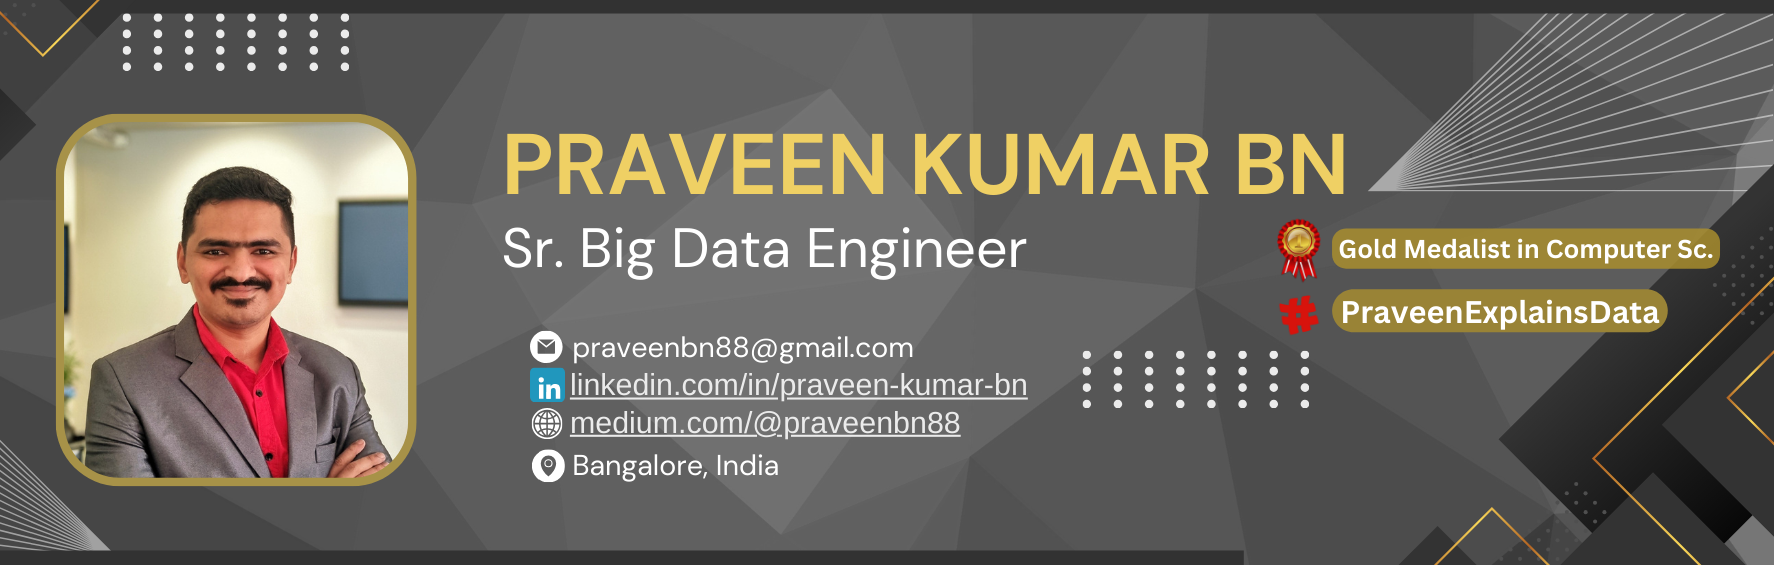 PRAVEEN KUMAR BN
Sr. Big Data Engineer
Gold Medalist in Computer Sc.
# PraveenExplainsData
praveenbn88@gmail.com
in linkedin.com/in/praveen-kumar-bn
medium.com/@praveenbn88
Bangalore, India